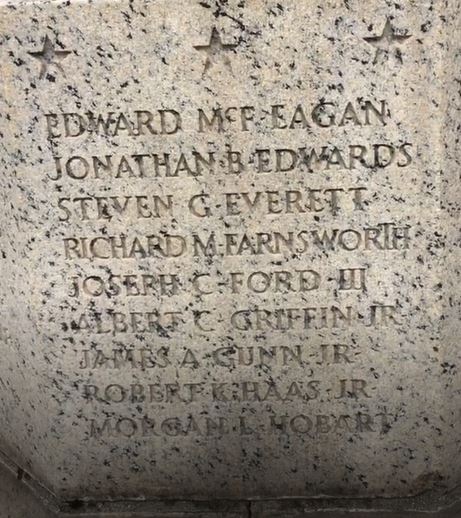 EDWARD McF·EAGAN
JONATHAN·B·EDWARDS
STEVEN G·EVERETT
RICHARD M·FARNSWORTH
JOSEPH C·FORD·III
ALBERT C·GRIFFIN·JR
JAMES A·GUNN·JR
ROBERT K·HAAS·JR
MORGAN L·HOBART